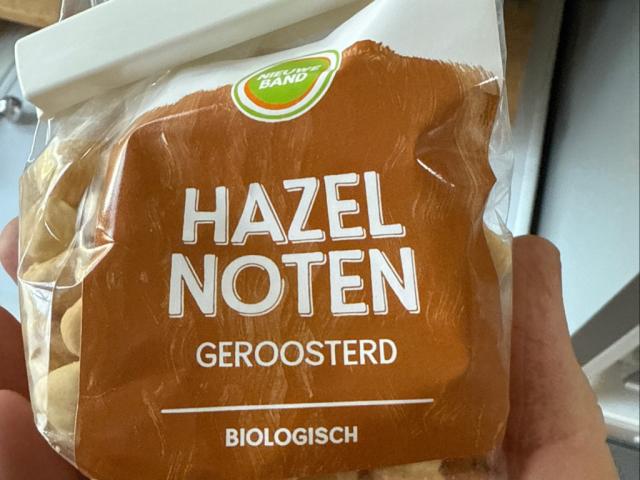 NIEUWE
BAND
HAZEL
NOTEN
GEROOSTERD
BIOLOGISCH